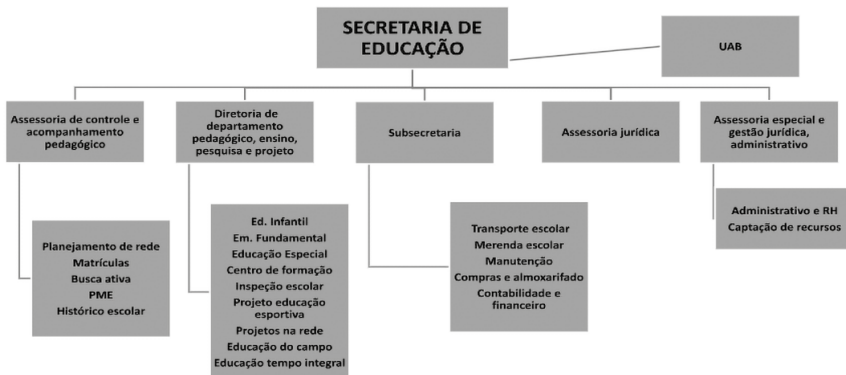 SECRETARIA DE
EDUCAÇÃO
UAB
Assessoria de controle e
acompanhamento
pedagógico
Diretoria de
departamento
pedagógico, ensino,
pesquisa e projeto
Subsecretaria
Assessoria jurídica
Assessoria especial e
gestão jurídica,
administrativo
Planejamento de rede
Matrículas
Busca ativa
PME
Histórico escolar
Ed. Infantil
Em. Fundamental
Educação Especial
Centro de formação
Inspeção escolar
Projeto educação
esportiva
Projetos na rede
Educação do campo
Educação tempo integral
Transporte escolar
Merenda escolar
Manutenção
Compras e almoxarifado
Contabilidade e
financeiro
Administrativo e RH
Captação de recursos